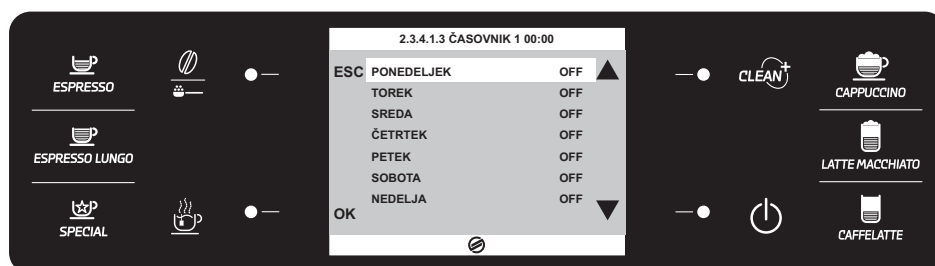 2.3.4.1.3 ČASOVNIK 1 00:00
ESC PONEDELJEK OFF
TOREK OFF
SREDA OFF
ČETRTEK OFF
PETEK OFF
SOBOTA OFF
NEDELJA OFF
OK
ESPRESSO
ESPRESSO LUNGO
SPECIAL
CLEAN+
CAPPUCCINO
LATTE MACCHIATO
CAFFELATTE